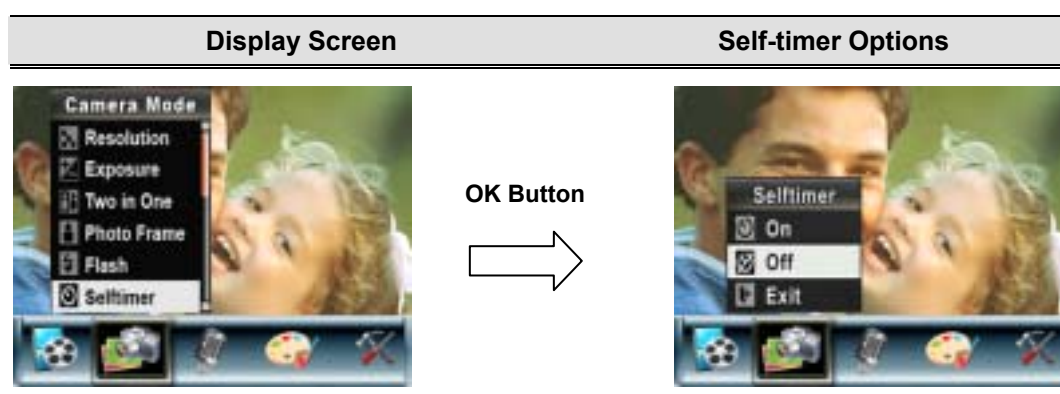 Display Screen
Self-timer Options
Camera Mode
Resolution
Exposure
Two in One
Photo Frame
Flash
Selftimer
OK Button
Selftimer
On
Off
Exit